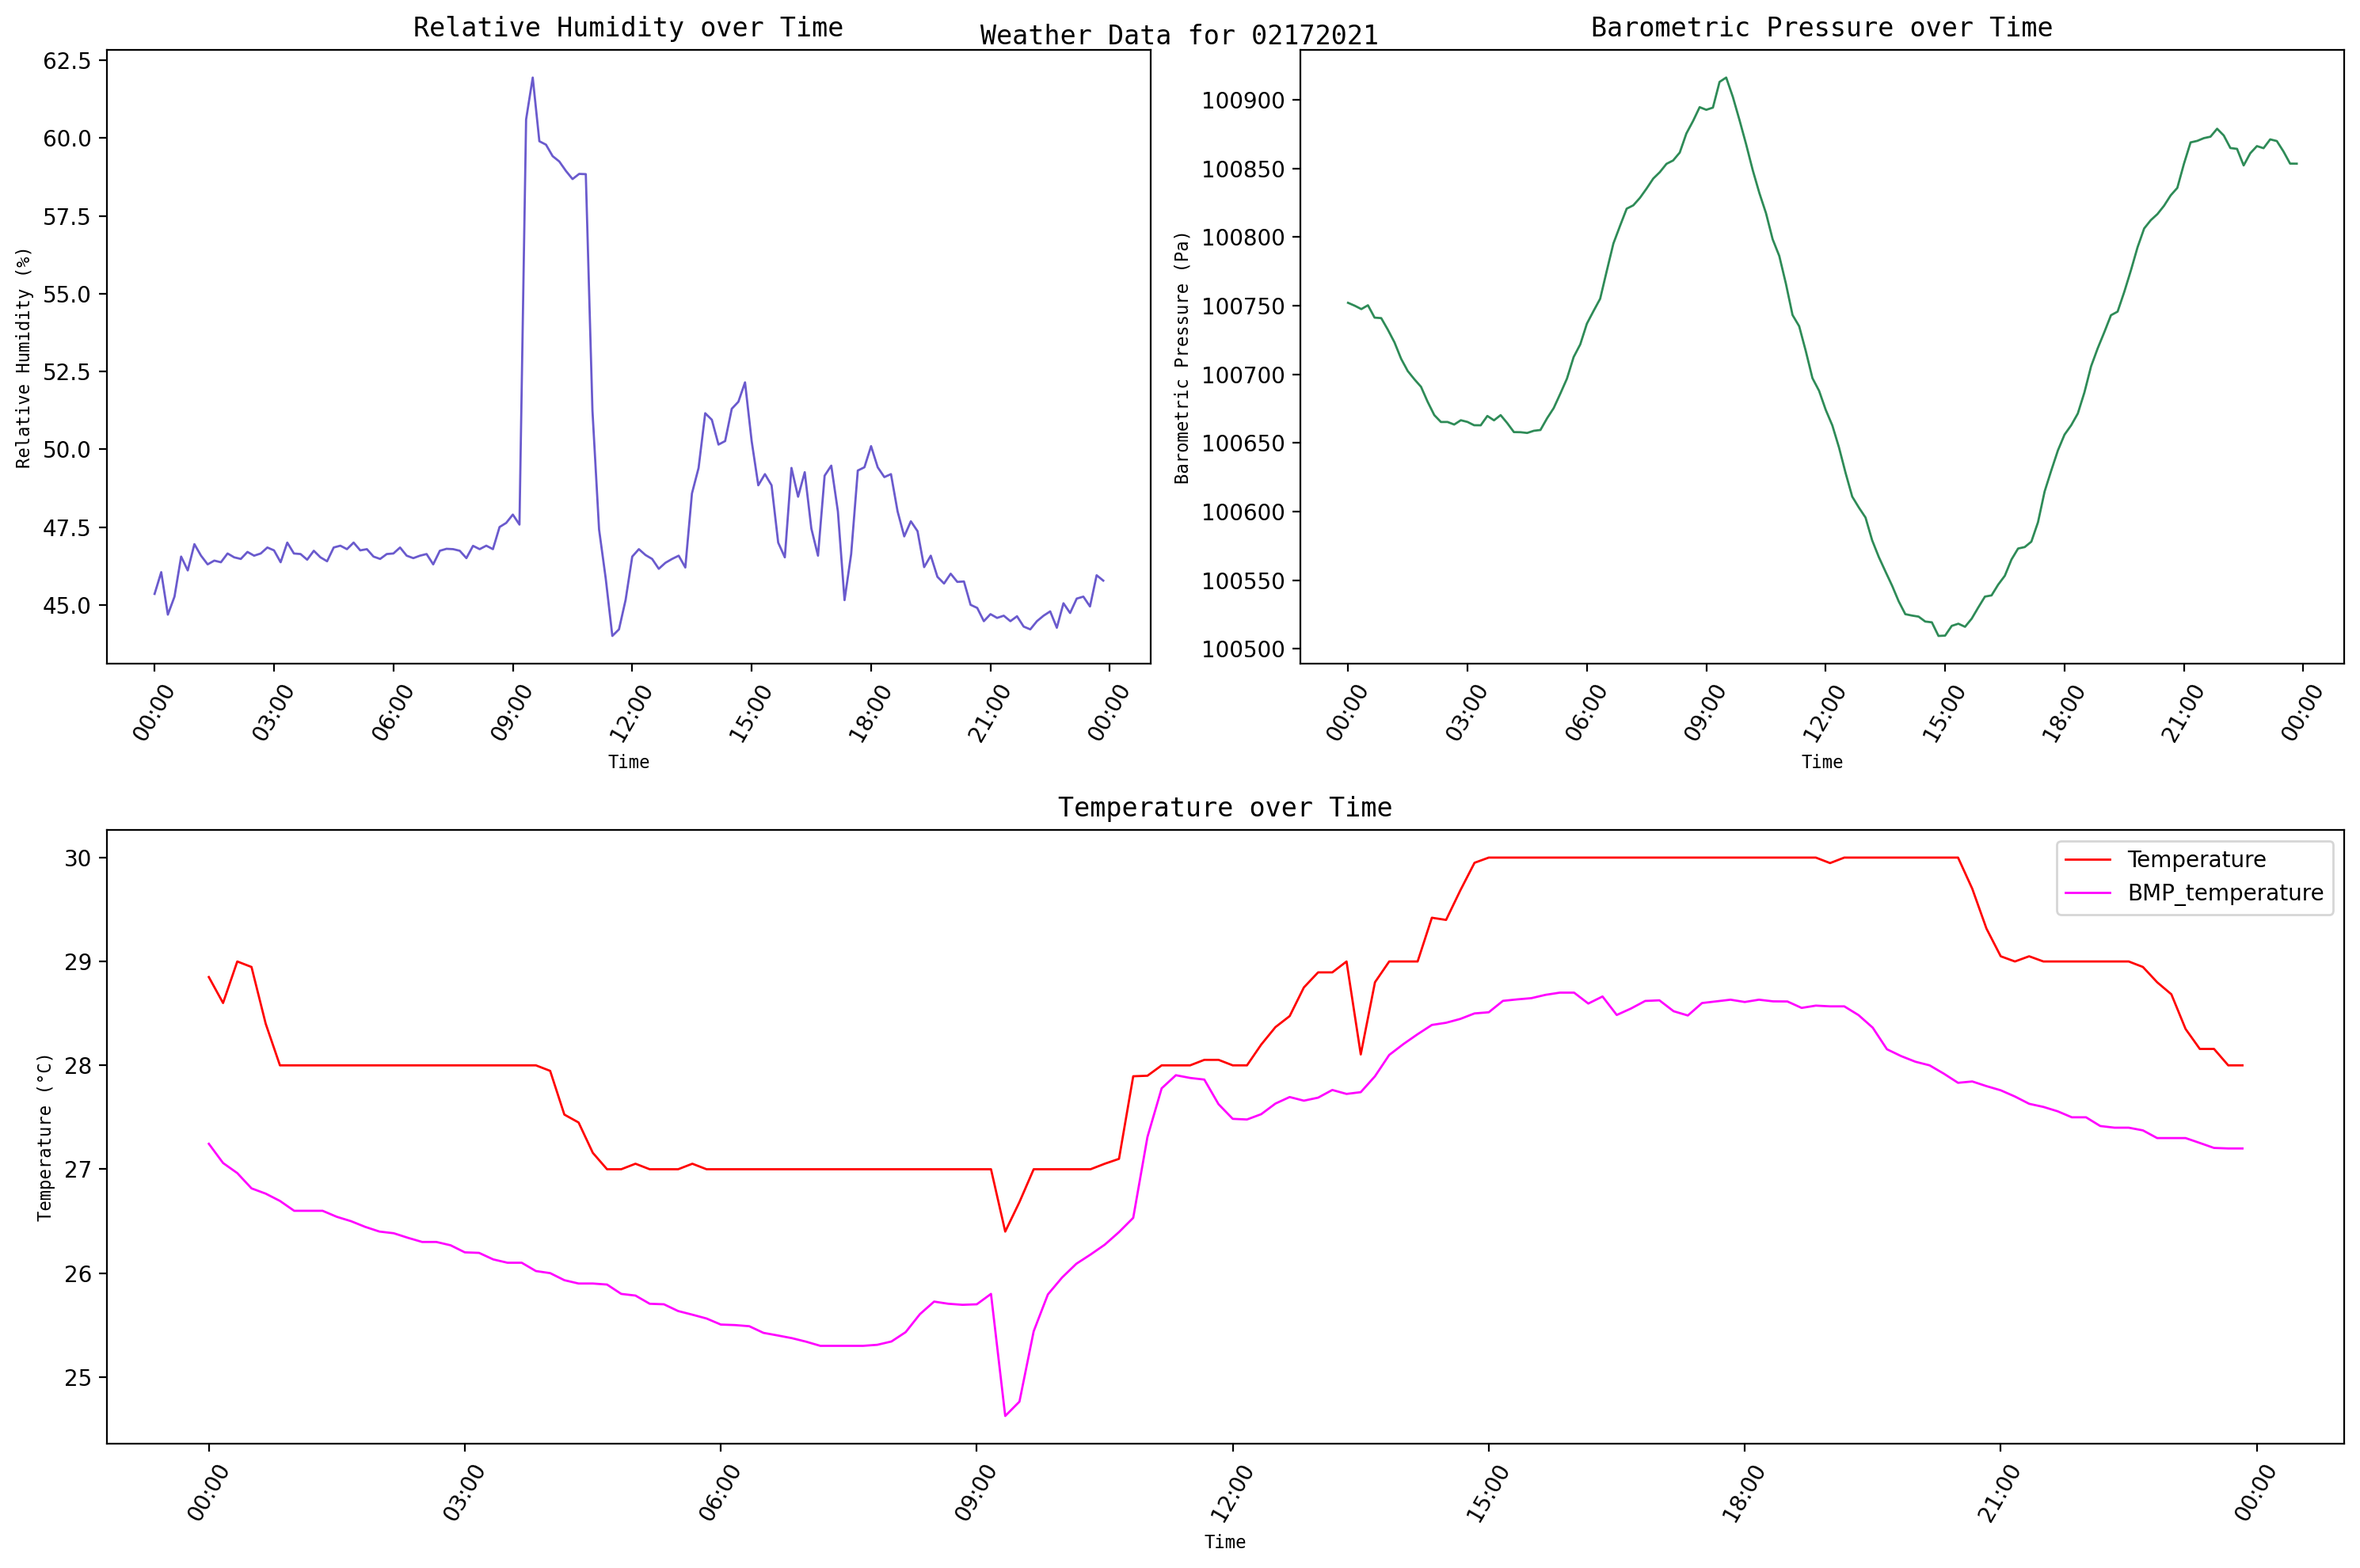 Weather Data for 02172021
Relative Humidity over Time
Relative Humidity (%)
62.5
60.0
57.5
55.0
52.5
50.0
47.5
45.0
00:00 03:00 06:00 09:00 12:00 15:00 18:00 21:00 00:00
Time
Barometric Pressure over Time
Barometric Pressure (Pa)
100900
100850
100800
100750
100700
100650
100600
100550
100500
00:00 03:00 06:00 09:00 12:00 15:00 18:00 21:00 00:00
Time
Temperature over Time
Temperature (°C)
30
29
28
27
26
25
Temperature
BMP_temperature
00:00 03:00 06:00 09:00 12:00 15:00 18:00 21:00 00:00
Time